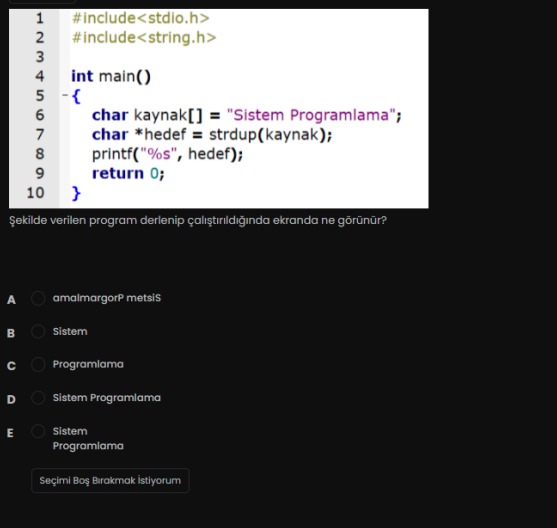 1 #include<stdio.h>
2 #include<string.h>
3
4 int main()
5 -{
6 char kaynak[] = "Sistem Programlama";
7 char *hedef = strdup(kaynak);
8 printf("%s", hedef);
9 return 0;
10 }
Şekilde verilen program derlenip çalıştırıldığında ekranda ne görünür?
A amalmargorP metsiS
B Sistem
C Programlama
D Sistem Programlama
E Sistem
Programlama
Seçimi Boş Bırakmak İstiyorum